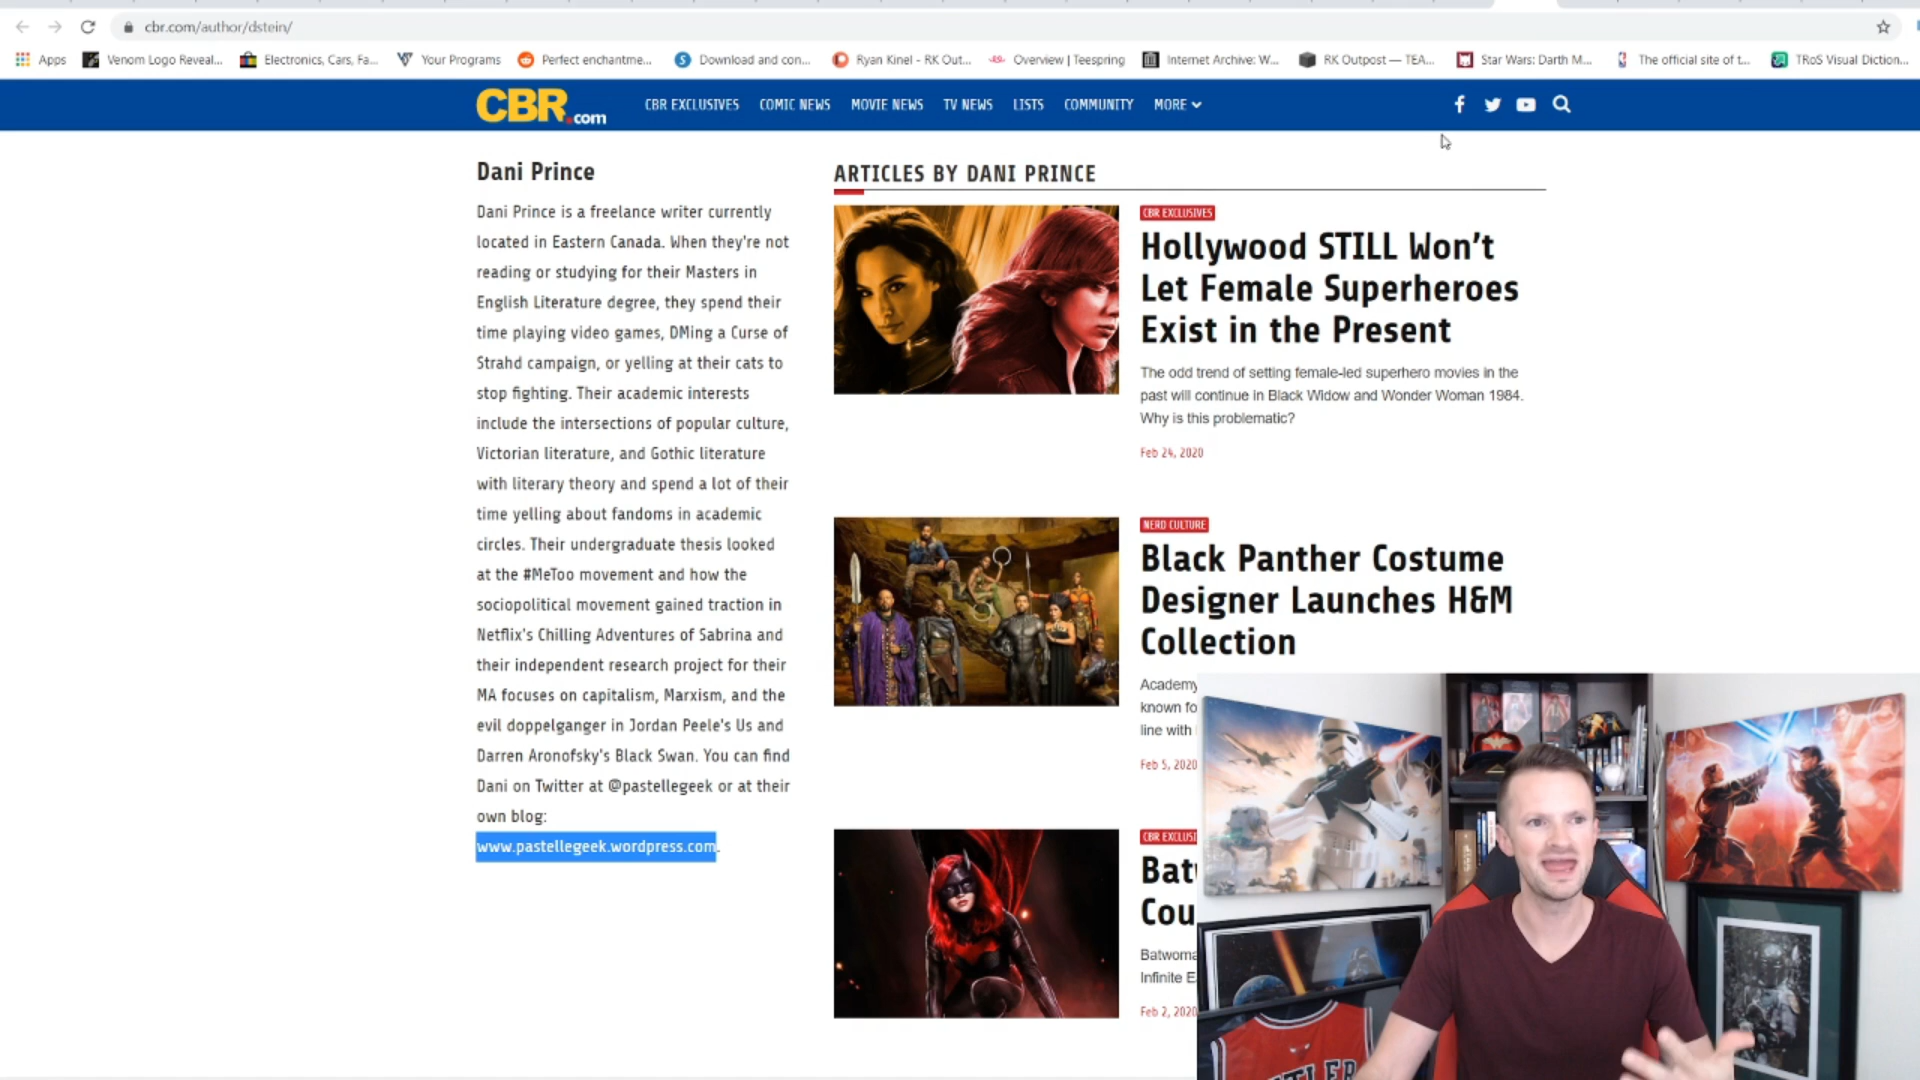 cbr.com/author/dstein/
Apps
Venom Logo Reveal...
Electronics, Cars, Fa...
Your Programs
Perfect enchantme...
Download and con...
Ryan Kinel - RK Out...
Overview | Teespring
Internet Archive: W...
RK Outpost — TEA...
Star Wars: Darth M...
The official site of t...
TRoS Visual Diction...
CBR.com
CBR EXCLUSIVES
COMIC NEWS
MOVIE NEWS
TV NEWS
LISTS
COMMUNITY
MORE
Dani Prince
Dani Prince is a freelance writer currently
located in Eastern Canada. When they're not
reading or studying for their Masters in
English Literature degree, they spend their
time playing video games, DMing a Curse of
Strahd campaign, or yelling at their cats to
stop fighting. Their academic interests
include the intersections of popular culture,
Victorian literature, and Gothic literature
with literary theory and spend a lot of their
time yelling about fandoms in academic
circles. Their undergraduate thesis looked
at the #MeToo movement and how the
sociopolitical movement gained traction in
Netflix's Chilling Adventures of Sabrina and
their independent research project for their
MA focuses on capitalism, Marxism, and the
evil doppelganger in Jordan Peele's Us and
Darren Aronofsky's Black Swan. You can find
Dani on Twitter at @pastellegeek or at their
own blog:
www.pastellegeek.wordpress.com.
ARTICLES BY DANI PRINCE
CBR EXCLUSIVES
Hollywood STILL Won't
Let Female Superheroes
Exist in the Present
The odd trend of setting female-led superhero movies in the
past will continue in Black Widow and Wonder Woman 1984.
Why is this problematic?
Feb 24, 2020
NERD CULTURE
Black Panther Costume
Designer Launches H&M
Collection
Academy
known fo
line with
Feb 5, 2020
CBR EXCLUSI
Bat
Cou
Batwoma
Infinite E
Feb 2, 2020